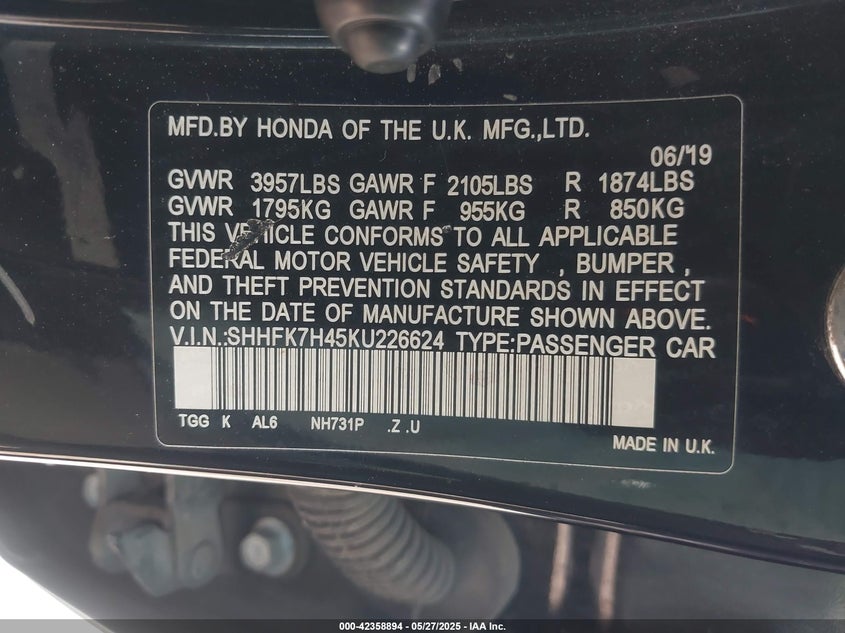 MFD.BY HONDA OF THE U.K. MFG.,LTD.
06/19
GVWR 3957LBS GAWR F 2105LBS R 1874LBS
GVWR 1795KG GAWR F 955KG R 850KG
THIS VEHICLE CONFORMS TO ALL APPLICABLE
FEDERAL MOTOR VEHICLE SAFETY , BUMPER ,
AND THEFT PREVENTION STANDARDS IN EFFECT
ON THE DATE OF MANUFACTURE SHOWN ABOVE.
V.I.N.:SHHFK7H45KU226624 TYPE:PASSENGER CAR
TGG K AL6 NH731P .Z .U
MADE IN U.K.
000-42358894 - 05/27/2025 - IAA Inc.